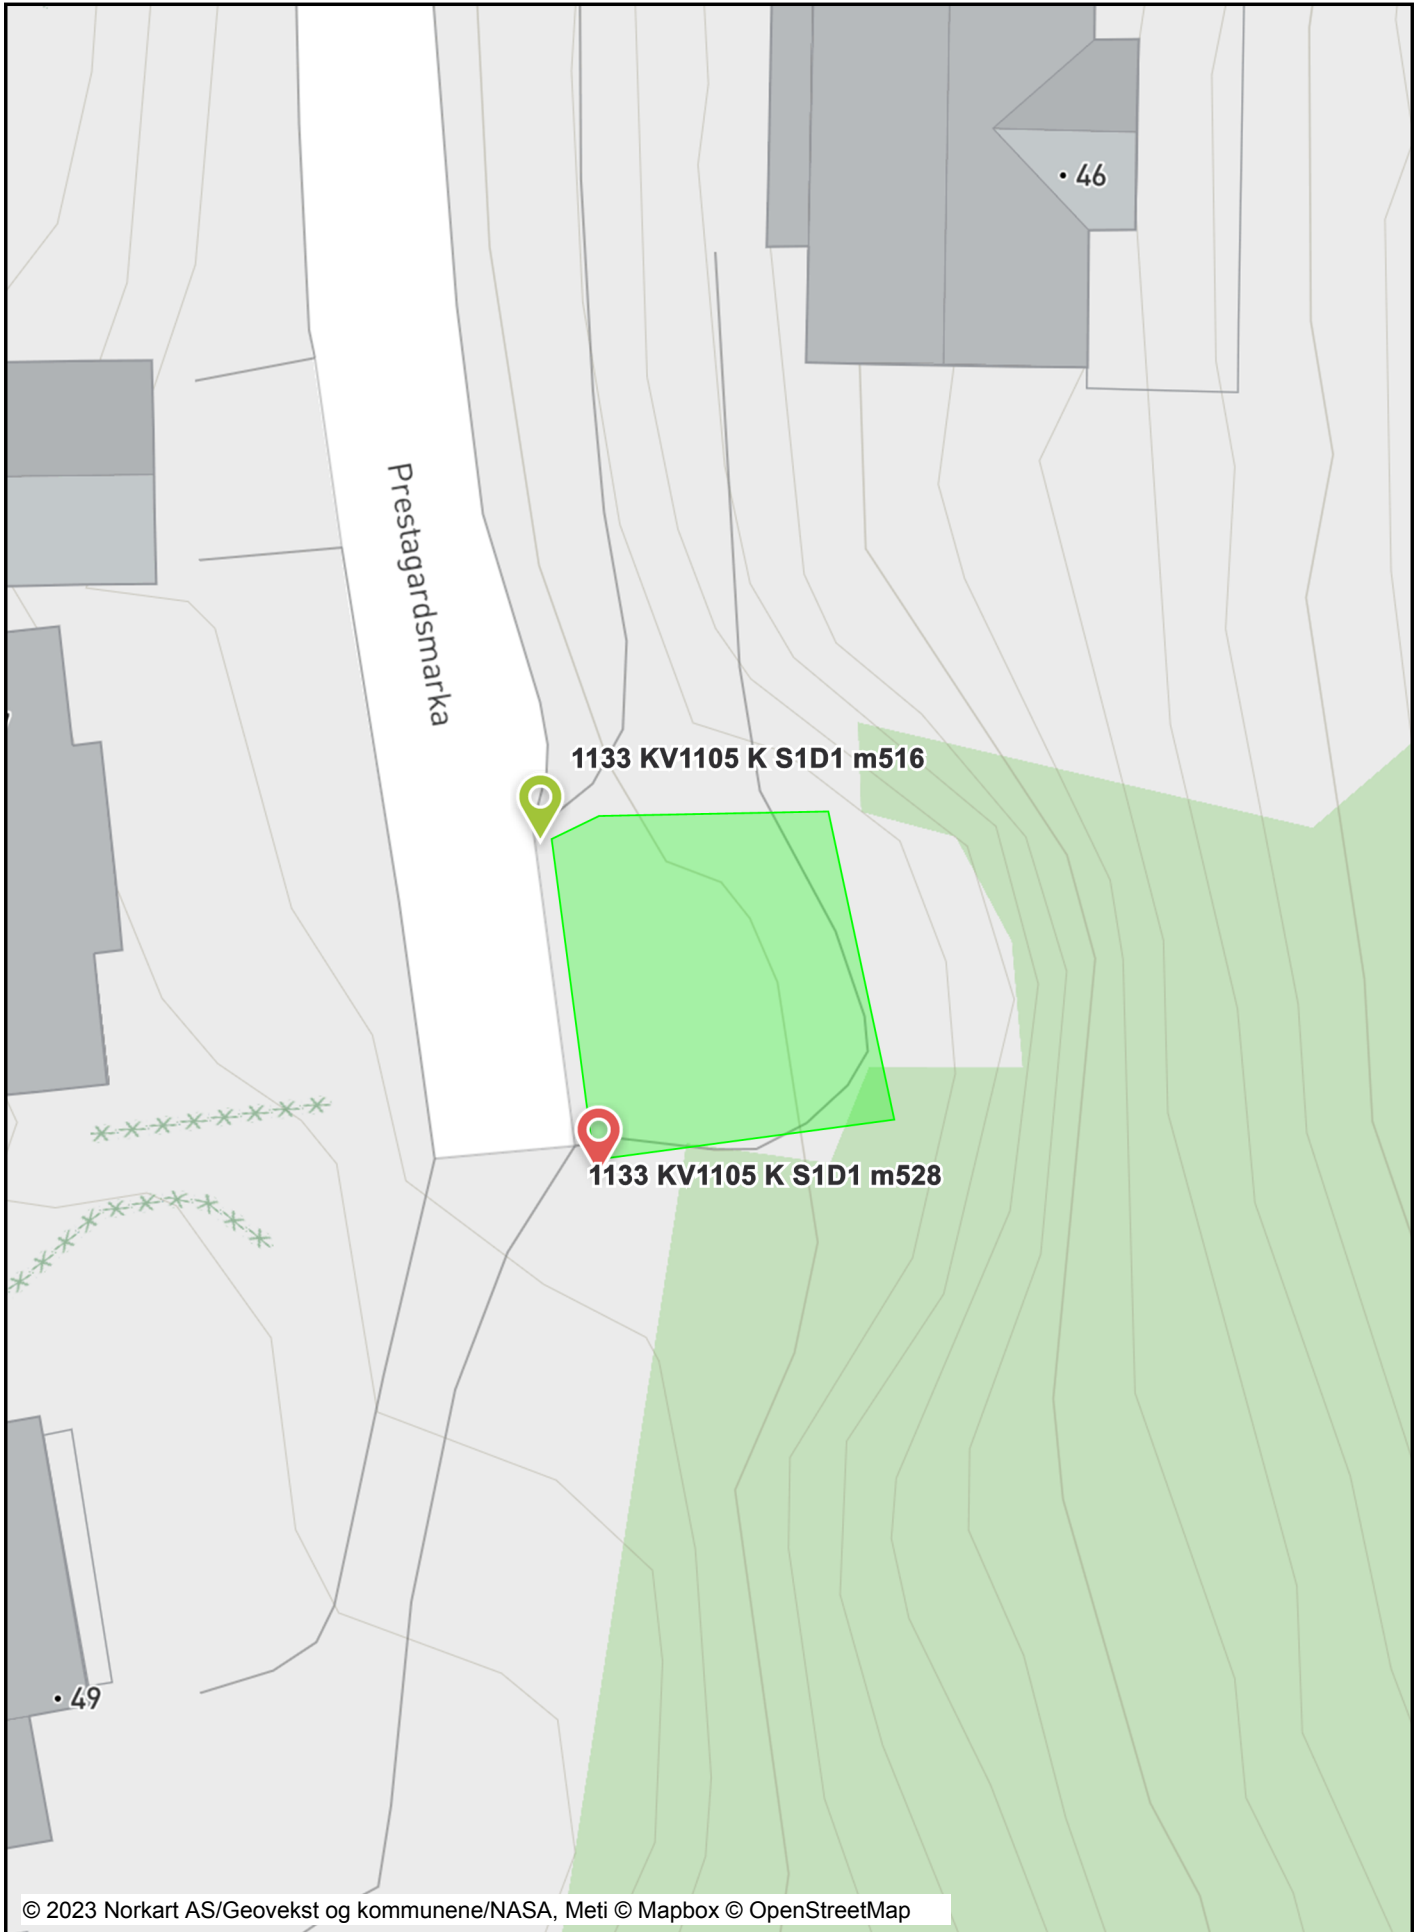 46
Prestagardsmarka
1133 KV1105 K S1D1 m516
1133 KV1105 K S1D1 m528
49
© 2023 Norkart AS/Geovekst og kommunene/NASA, Meti © Mapbox © OpenStreetMap